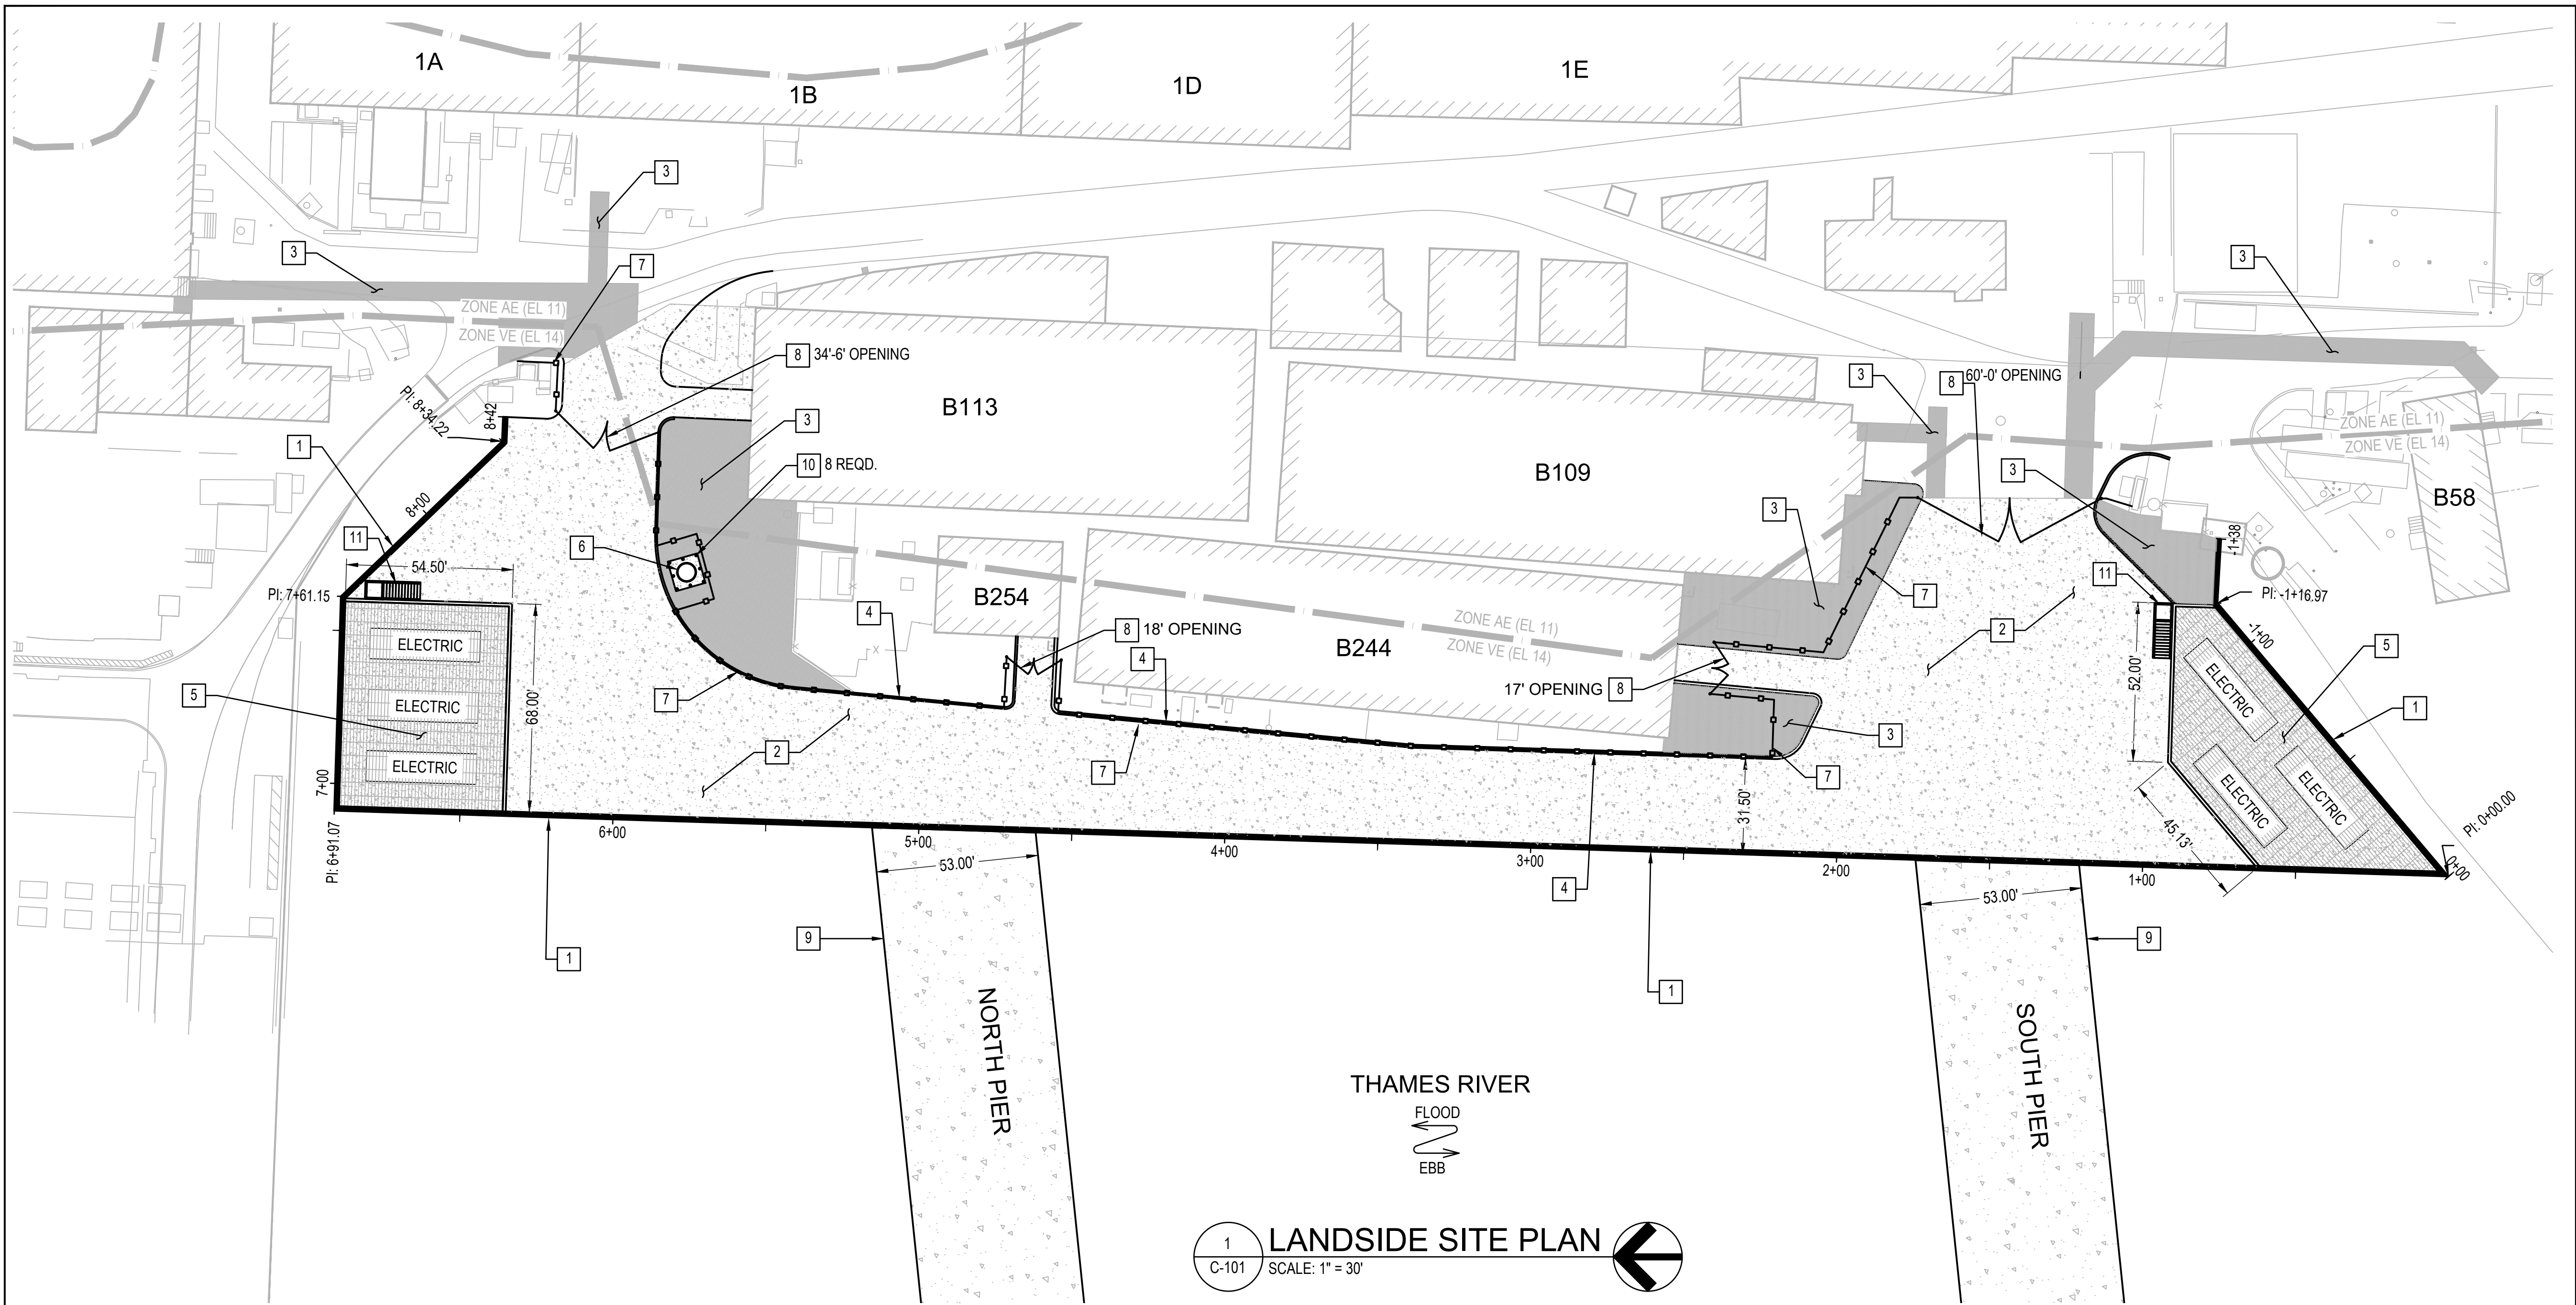 1A
1B
1D
1E
3
3
7
3
ZONE AE (EL 11)
ZONE VE (EL 14)
8 34'-6' OPENING
B113
3
10 8 REQD.
PI: 8+34.22
8+42
1
8+00
11
54.50'
6
PI: 7+61.15
ELECTRIC
ELECTRIC
ELECTRIC
5
68.00'
7+00
PI: 6+91.07
7
4
2
B254
8 18' OPENING
4
7
B244
ZONE AE (EL 11)
ZONE VE (EL 14)
B109
3
3
8 60'-0' OPENING
3
ZONE AE (EL 11)
ZONE VE (EL 14)
B58
3
7
2
17' OPENING 8
3
7
31.50'
11
-1+38
PI: -1+16.97
-1+00
52.00'
ELECTRIC
ELECTRIC
ELECTRIC
5
1
45.13'
PI: 0+00.00
0+00
6+00
5+00
4+00
3+00
2+00
1+00
53.00'
53.00'
4
9
9
1
1
NORTH PIER
SOUTH PIER
THAMES RIVER
FLOOD
EBB
1
C-101
LANDSIDE SITE PLAN
SCALE: 1" = 30'